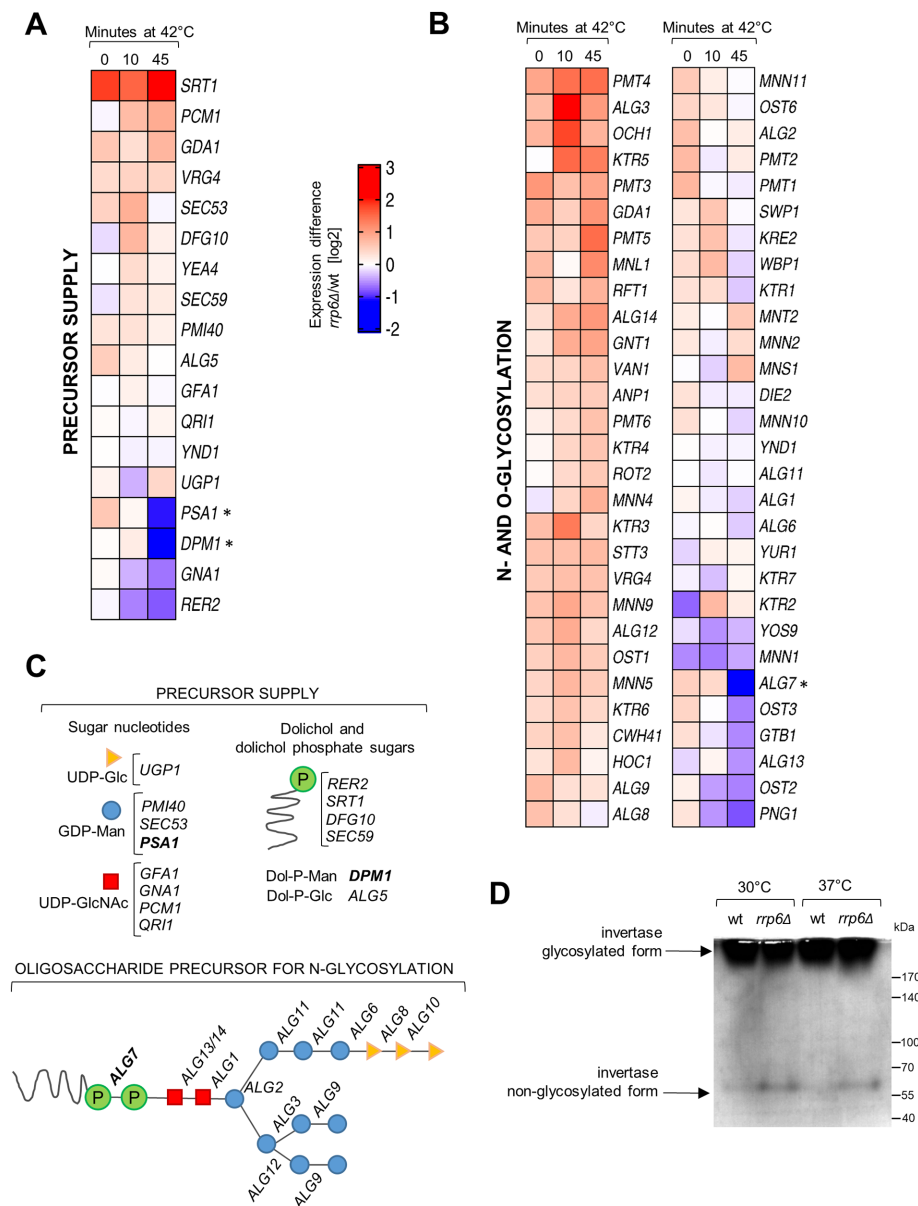 A
Minutes at 42°C
0 10 45
PRECURSOR SUPPLY
SRT1
PCM1
GDA1
VRG4
SEC53
DFG10
YEA4
SEC59
PMI40
ALG5
GFA1
QRI1
YND1
UGP1
PSA1 *
DPM1 *
GNA1
RER2
Expression difference
rrp6Δ/wt [log2]
3
2
1
0
-1
-2
B
Minutes at 42°C
0 10 45
N- AND O-GLYCOSYLATION
PMT4
ALG3
OCH1
KTR5
PMT3
GDA1
PMT5
MNL1
RFT1
ALG14
GNT1
VAN1
ANP1
PMT6
KTR4
ROT2
MNN4
KTR3
STT3
VRG4
MNN9
ALG12
OST1
MNN5
KTR6
CWH41
HOC1
ALG9
ALG8
Minutes at 42°C
0 10 45
MNN11
OST6
ALG2
PMT2
PMT1
SWP1
KRE2
WBP1
KTR1
MNT2
MNN2
MNS1
DIE2
MNN10
YND1
ALG11
ALG1
ALG6
YUR1
KTR7
KTR2
YOS9
MNN1
ALG7 *
OST3
GTB1
ALG13
OST2
PNG1
C
PRECURSOR SUPPLY
Sugar nucleotides
UDP-Glc
UGP1
GDP-Man
PMI40
SEC53
PSA1
UDP-GlcNAc
GFA1
GNA1
PCM1
QRI1
Dolichol and
dolichol phosphate sugars
P
RER2
SRT1
DFG10
SEC59
Dol-P-Man DPM1
Dol-P-Glc ALG5
OLIGOSACCHARIDE PRECURSOR FOR N-GLYCOSYLATION
P P
ALG7
ALG13/14
ALG1
ALG2
ALG11
ALG11
ALG6
ALG8
ALG10
ALG3
ALG9
ALG12
ALG9
D
30°C 37°C
wt rrp6Δ wt rrp6Δ
kDa
invertase
glycosylated form
invertase
non-glycosylated form
170
140
100
70
55
40